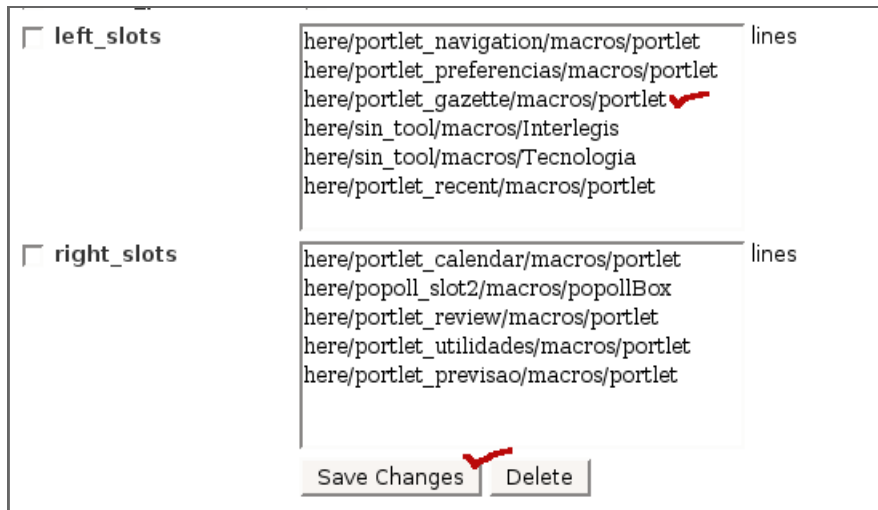 left_slots
here/portlet_navigation/macros/portlet
lines
here/portlet_preferencias/macros/portlet
here/portlet_gazette/macros/portlet
here/sin_tool/macros/Interlegis
here/sin_tool/macros/Tecnologia
here/portlet_recent/macros/portlet
right_slots
here/portlet_calendar/macros/portlet
lines
here/popoll_slot2/macros/popollBox
here/portlet_review/macros/portlet
here/portlet_utilidades/macros/portlet
here/portlet_previsao/macros/portlet
Save Changes
Delete